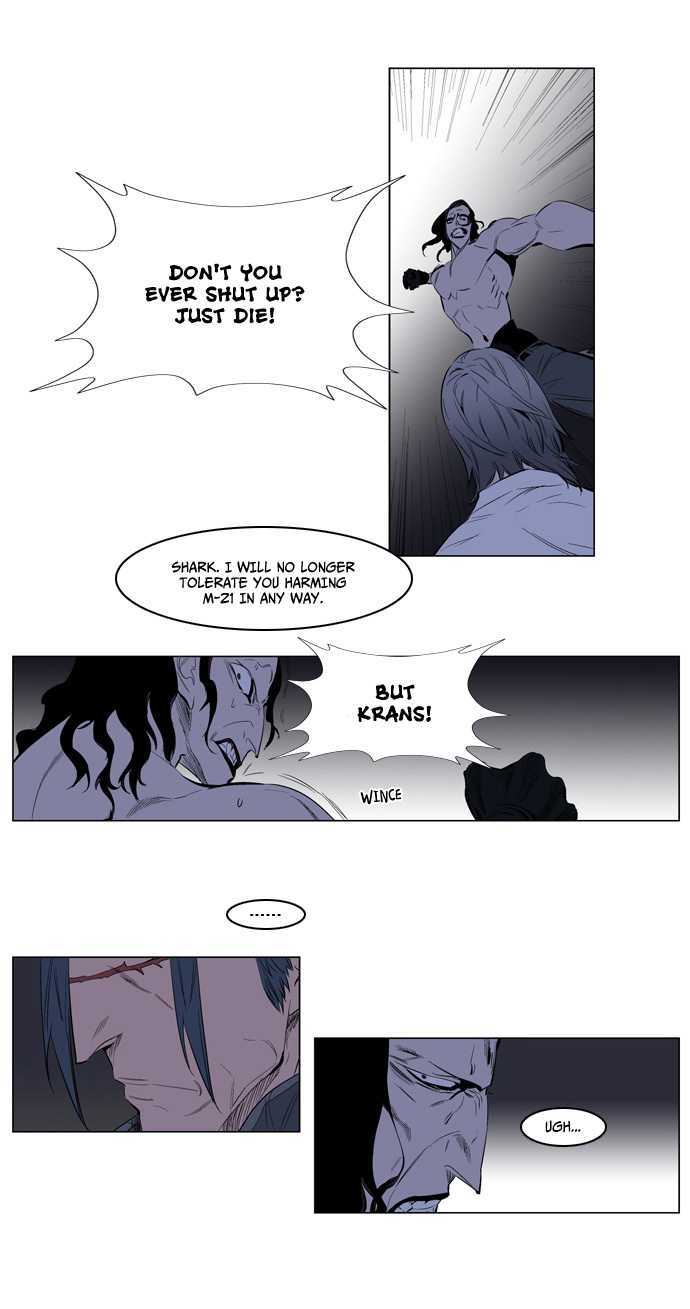 DON'T YOU
EVER SHUT UP?
JUST DIE!
SHARK. I WILL NO LONGER
TOLERATE YOU HARMING
M-21 IN ANY WAY.
BUT
KRANS!
WINCE
------
UGH...